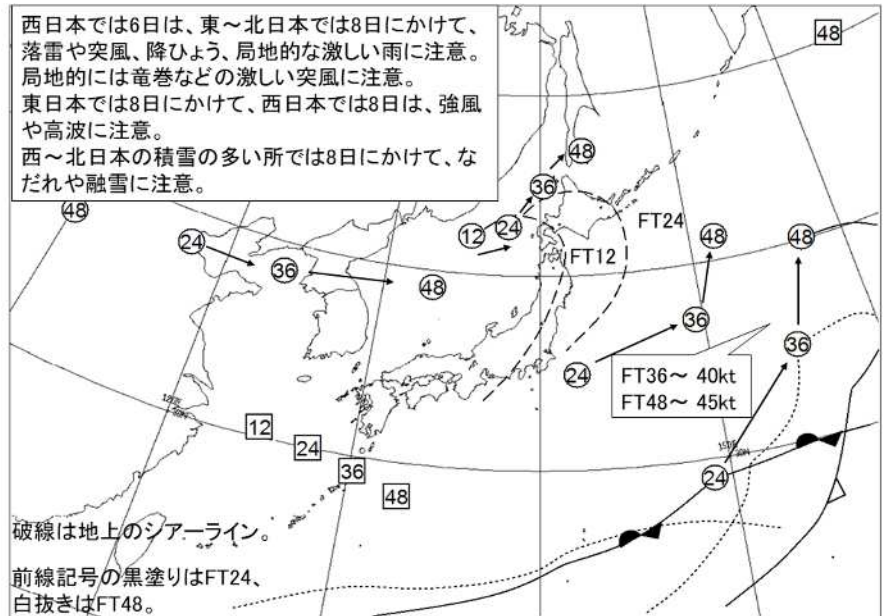 西日本では6日は、東～北日本では8日にかけて、
落雷や突風、降ひょう、局地的な激しい雨に注意。
局地的には竜巻などの激しい突風に注意。
東日本では8日にかけて、西日本では8日は、強風
や高波に注意。
西～北日本の積雪の多い所では8日にかけて、な
だれや融雪に注意。
48
48
36
48
24
12
24
36
48
FT24
FT12
48
48
36
36
24
FT36～ 40kt
FT48～ 45kt
24
12
24
36
48
破線は地上のシアーライン。
前線記号の黒塗りはFT24、
白抜きはFT48。